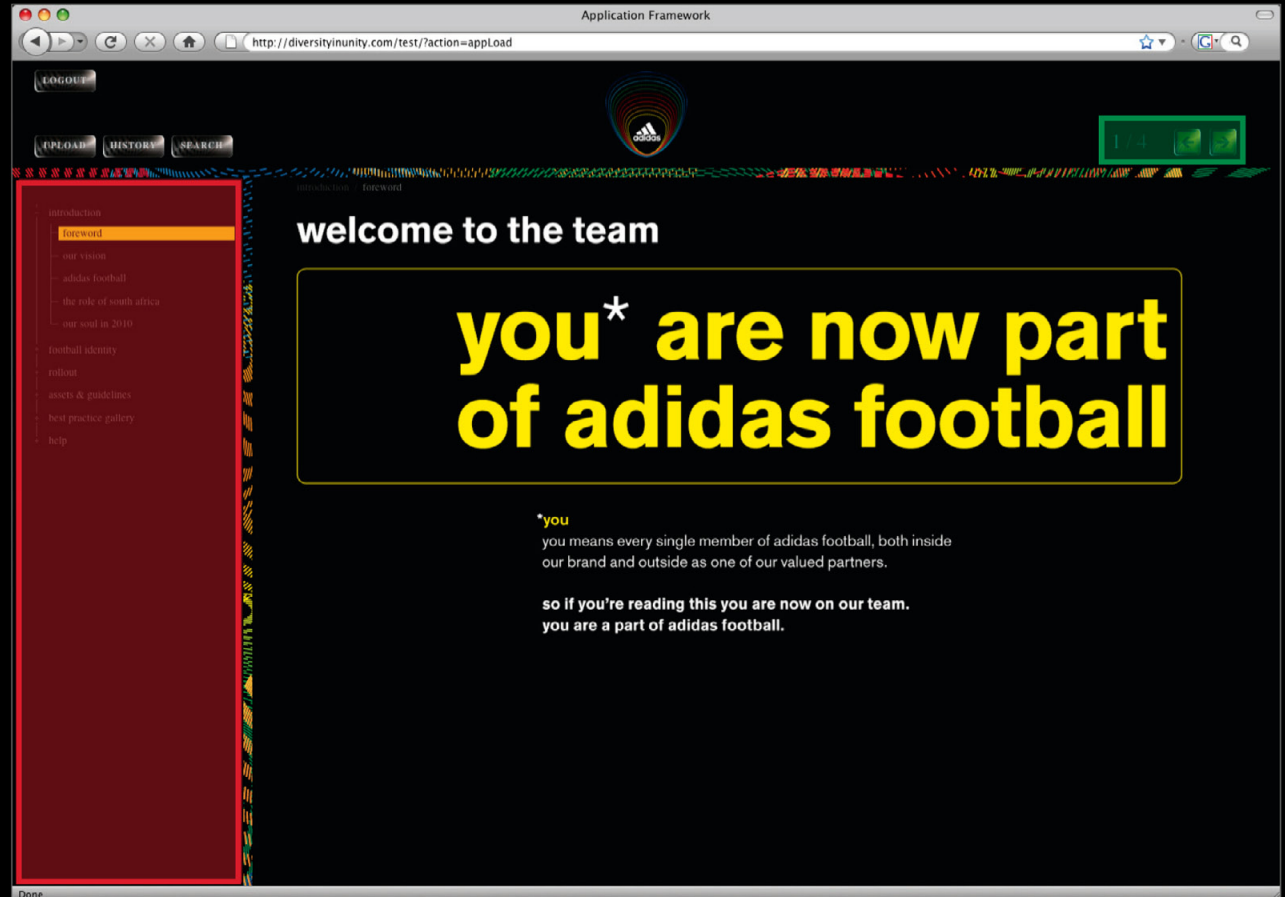 Application Framework
http://diversityinunity.com/test/?action=appLoad
LOGOUT
adidas
UPLOAD HISTORY SEARCH
1 / 4
introduction / foreword
introduction
foreword
our vision
adidas football
the role of south africa
our soul in 2010
football identity
rollout
assets & guidelines
best practice gallery
help
welcome to the team
you* are now part
of adidas football
*you
you means every single member of adidas football, both inside
our brand and outside as one of our valued partners.
so if you're reading this you are now on our team.
you are a part of adidas football.
Done